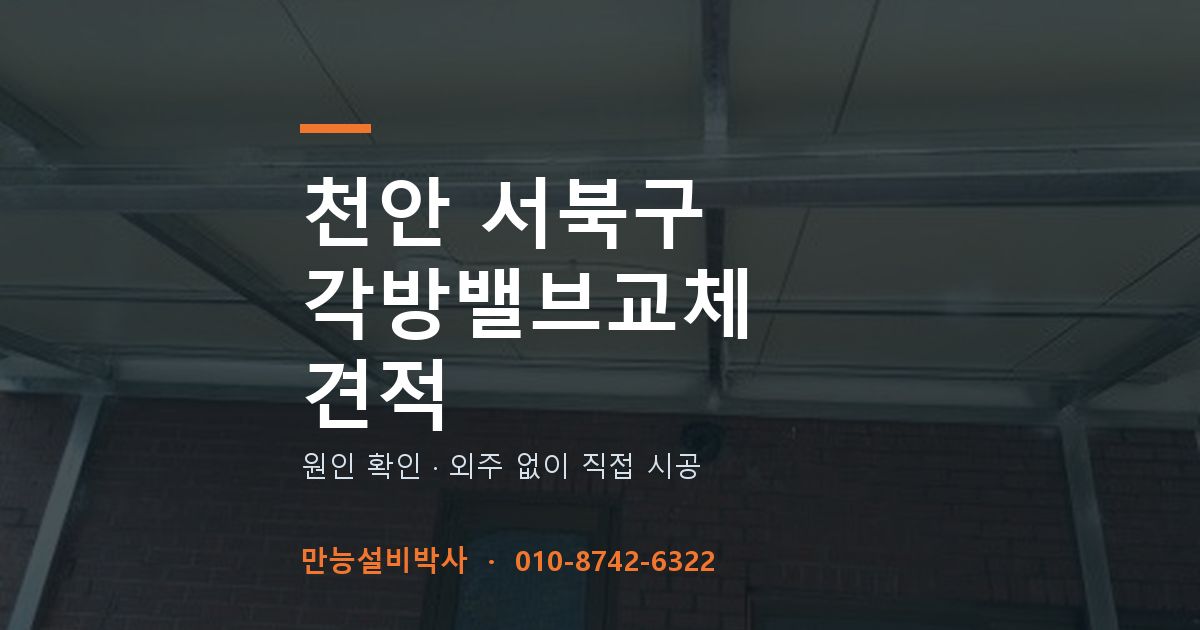 천안 서북구
각방밸브교체
견적
원인 확인 · 외주 없이 직접 시공
만능설비박사 · 010-8742-6322